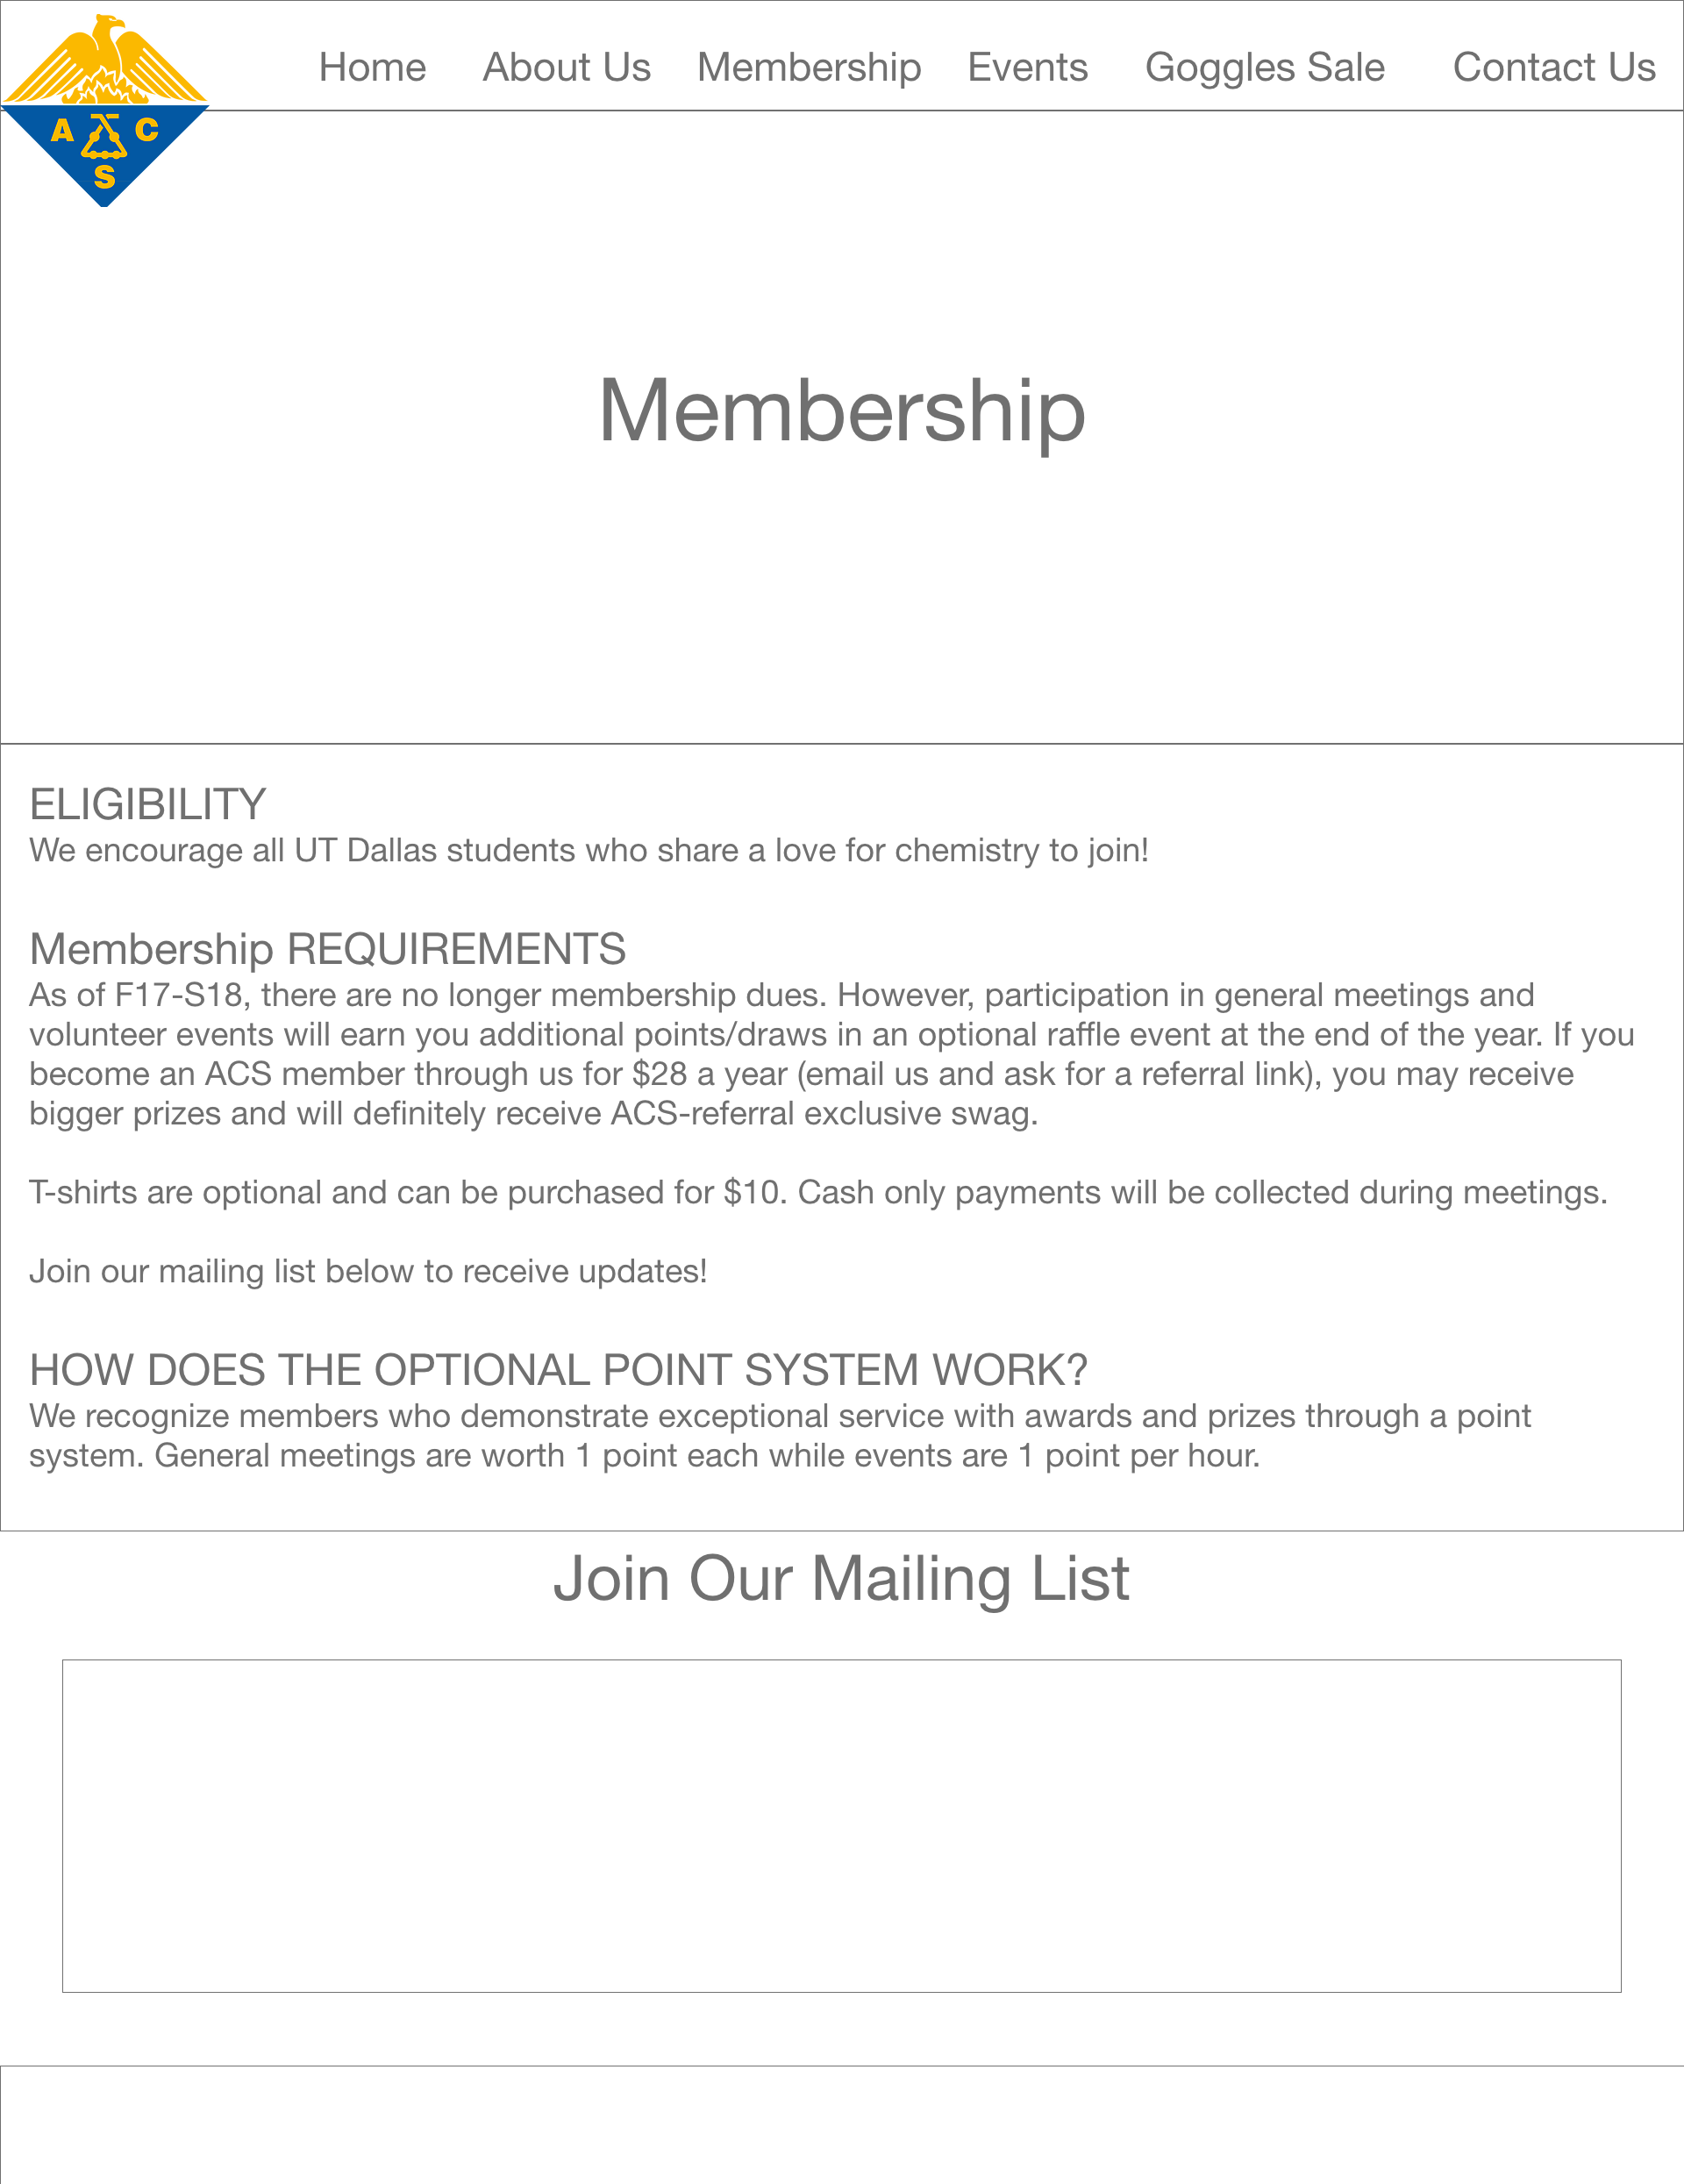 A C
S
Home About Us Membership Events Goggles Sale Contact Us
Membership
ELIGIBILITY
We encourage all UT Dallas students who share a love for chemistry to join!
Membership REQUIREMENTS
As of F17-S18, there are no longer membership dues. However, participation in general meetings and
volunteer events will earn you additional points/draws in an optional raffle event at the end of the year. If you
become an ACS member through us for $28 a year (email us and ask for a referral link), you may receive
bigger prizes and will definitely receive ACS-referral exclusive swag.
T-shirts are optional and can be purchased for $10. Cash only payments will be collected during meetings.
Join our mailing list below to receive updates!
HOW DOES THE OPTIONAL POINT SYSTEM WORK?
We recognize members who demonstrate exceptional service with awards and prizes through a point
system. General meetings are worth 1 point each while events are 1 point per hour.
Join Our Mailing List